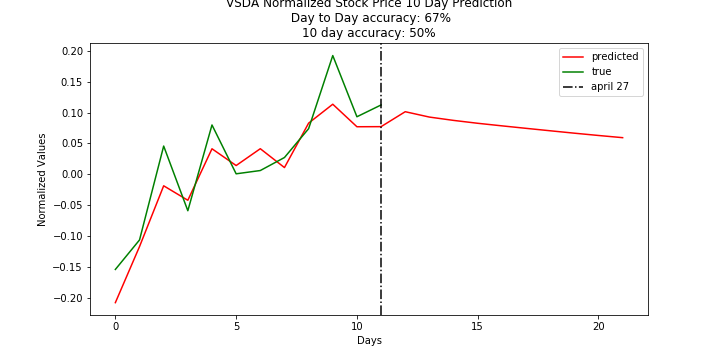 VSDA Normalized Stock Price 10 Day Prediction
Day to Day accuracy: 67%
10 day accuracy: 50%
predicted
true
april 27
Normalized Values
0.20
0.15
0.10
0.05
0.00
−0.05
−0.10
−0.15
−0.20
0
5
10
15
20
Days